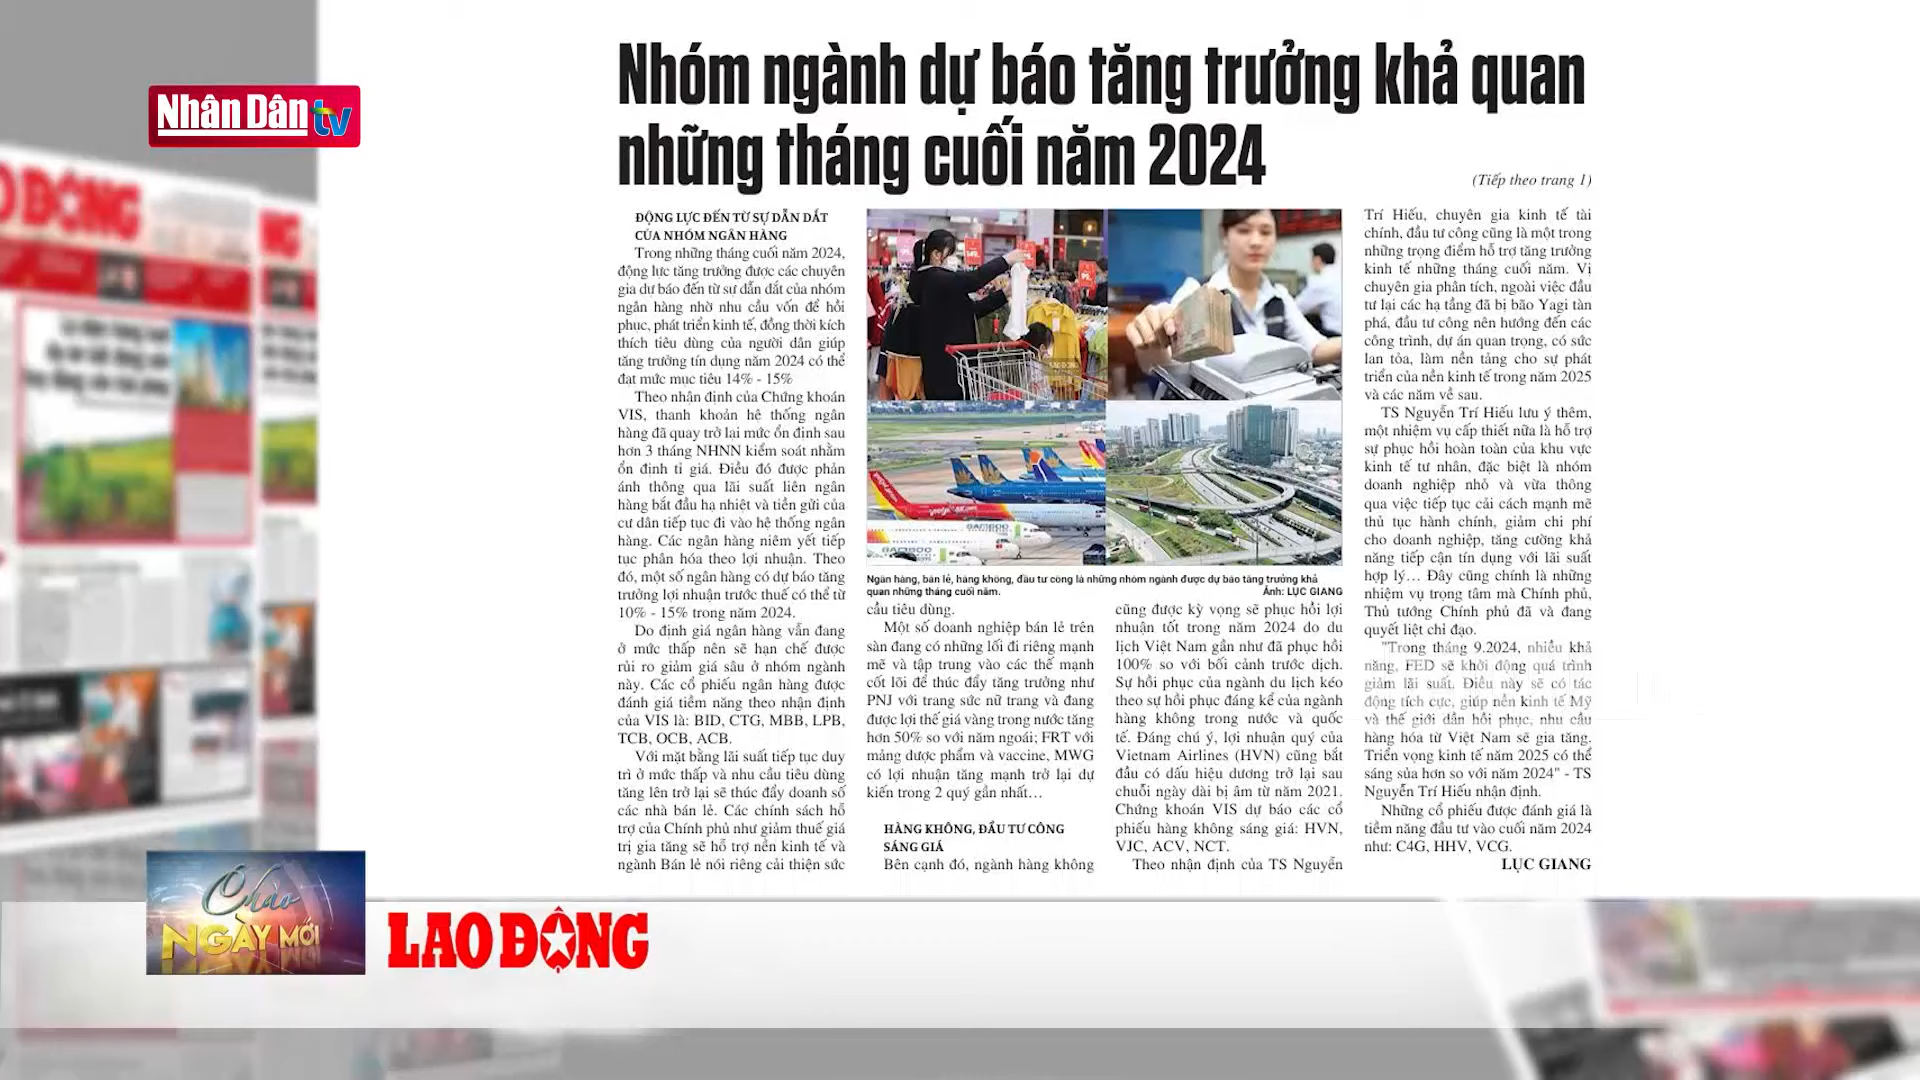 Nhân Dân tv
Nhóm ngành dự báo tăng trưởng khả quan
những tháng cuối năm 2024
(Tiếp theo trang 1)
ĐỘNG LỰC ĐẾN TỪ SỰ DẪN DẮT
CỦA NHÓM NGÂN HÀNG
Trong những tháng cuối năm 2024,
động lực tăng trưởng được các chuyên
gia dự báo đến từ sự dẫn dắt của nhóm
ngân hàng nhờ nhu cầu vốn để hồi
phục, phát triển kinh tế, đồng thời kích
thích tiêu dùng của người dân giúp
tăng trưởng tín dụng năm 2024 có thể
đạt mức mục tiêu 14% - 15%
Theo nhận định của Chứng khoán
VIS, thanh khoản hệ thống ngân
hàng đã quay trở lại mức ổn định sau
hơn 3 tháng NHNN kiểm soát nhằm
ổn định tỉ giá. Điều đó được phản
ánh thông qua lãi suất liên ngân
hàng bắt đầu hạ nhiệt và tiền gửi của
cư dân tiếp tục đi vào hệ thống ngân
hàng. Các ngân hàng niêm yết tiếp
tục phân hóa theo lợi nhuận. Theo
đó, một số ngân hàng có dự báo tăng
trưởng lợi nhuận trước thuế có thể từ
10% - 15% trong năm 2024.
Do định giá ngân hàng vẫn đang
ở mức thấp nên sẽ hạn chế được
rủi ro giảm giá sâu ở nhóm ngành
này. Các cổ phiếu ngân hàng được
đánh giá tiềm năng theo nhận định
của VIS là: BID, CTG, MBB, LPB,
TCB, OCB, ACB.
Với mặt bằng lãi suất tiếp tục duy
trì ở mức thấp và nhu cầu tiêu dùng
tăng lên trở lại sẽ thúc đẩy doanh số
các nhà bán lẻ. Các chính sách hỗ
trợ của Chính phủ như giảm thuế giá
trị gia tăng sẽ hỗ trợ nền kinh tế và
ngành Bán lẻ nói riêng cải thiện sức
Ngân hàng, bán lẻ, hàng không, đầu tư công là những nhóm ngành được dự báo tăng trưởng khả
quan những tháng cuối năm. Ảnh: LỤC GIANG
cầu tiêu dùng.
Một số doanh nghiệp bán lẻ trên
sàn đang có những lối đi riêng mạnh
mẽ và tập trung vào các thế mạnh
cốt lõi để thúc đẩy tăng trưởng như
PNJ với trang sức nữ trang và đang
được lợi thế giá vàng trong nước tăng
hơn 50% so với năm ngoái; FRT với
mảng dược phẩm và vaccine, MWG
có lợi nhuận tăng mạnh trở lại dự
kiến trong 2 quý gần nhất...
HÀNG KHÔNG, ĐẦU TƯ CÔNG
SÁNG GIÁ
Bên cạnh đó, ngành hàng không
cũng được kỳ vọng sẽ phục hồi lợi
nhuận tốt trong năm 2024 do du
lịch Việt Nam gần như đã phục hồi
100% so với bối cảnh trước dịch.
Sự hồi phục của ngành du lịch kéo
theo sự hồi phục đáng kể của ngành
hàng không trong nước và quốc
tế. Đáng chú ý, lợi nhuận quý của
Vietnam Airlines (HVN) cũng bắt
đầu có dấu hiệu dương trở lại sau
chuỗi ngày dài bị âm từ năm 2021.
Chứng khoán VIS dự báo các cổ
phiếu hàng không sáng giá: HVN,
VJC, ACV, NCT.
Theo nhận định của TS Nguyễn
Trí Hiếu, chuyên gia kinh tế tài
chính, đầu tư công cũng là một trong
những trọng điểm hỗ trợ tăng trưởng
kinh tế những tháng cuối năm. Vị
chuyên gia phân tích, ngoài việc đầu
tư lại các hạ tầng đã bị bão Yagi tàn
phá, đầu tư công nên hướng đến các
công trình, dự án quan trọng, có sức
lan tỏa, làm nền tảng cho sự phát
triển của nền kinh tế trong năm 2025
và các năm về sau.
TS Nguyễn Trí Hiếu lưu ý thêm,
một nhiệm vụ cấp thiết nữa là hỗ trợ
sự phục hồi hoàn toàn của khu vực
kinh tế tư nhân, đặc biệt là nhóm
doanh nghiệp nhỏ và vừa thông
qua việc tiếp tục cải cách mạnh mẽ
thủ tục hành chính, giảm chi phí
cho doanh nghiệp, tăng cường khả
năng tiếp cận tín dụng với lãi suất
hợp lý... Đây cũng chính là những
nhiệm vụ trọng tâm mà Chính phủ,
Thủ tướng Chính phủ đã và đang
quyết liệt chỉ đạo.
"Trong tháng 9.2024, nhiều khả
năng, FED sẽ khởi động quá trình
giảm lãi suất. Điều này sẽ có tác
động tích cực, giúp nền kinh tế Mỹ
và thế giới dần hồi phục, nhu cầu
hàng hóa từ Việt Nam sẽ gia tăng.
Triển vọng kinh tế năm 2025 có thể
sáng sủa hơn so với năm 2024" - TS
Nguyễn Trí Hiếu nhận định.
Những cổ phiếu được đánh giá là
tiềm năng đầu tư vào cuối năm 2024
như: C4G, HHV, VCG.
LỤC GIANG
Chào
NGÀY MỚI
LAO ĐỘNG